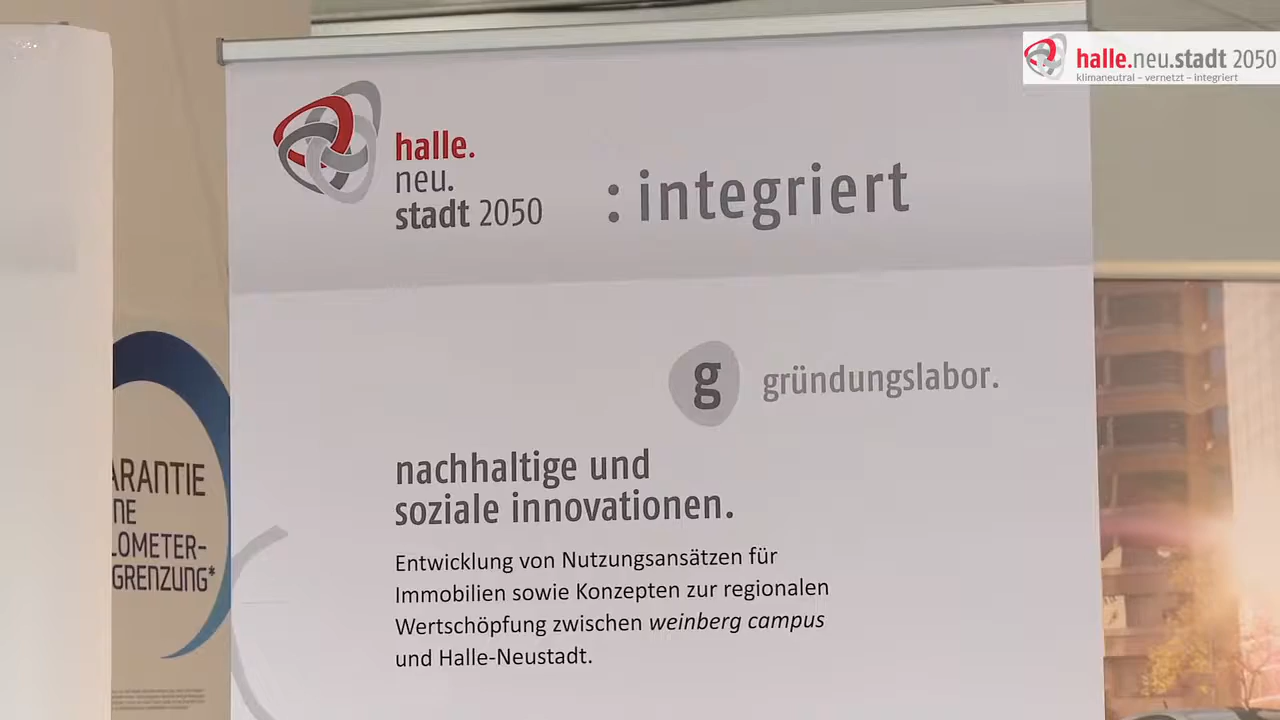 halle.neu.stadt 2050
klimaneutral – vernetzt – integriert
halle.
neu.
stadt 2050
: integriert
g gründungslabor.
nachhaltige und
soziale innovationen.
Entwicklung von Nutzungsansätzen für
Immobilien sowie Konzepten zur regionalen
Wertschöpfung zwischen weinberg campus
und Halle-Neustadt.
ARANTIE
NE
LOMETER-
GRENZUNG*